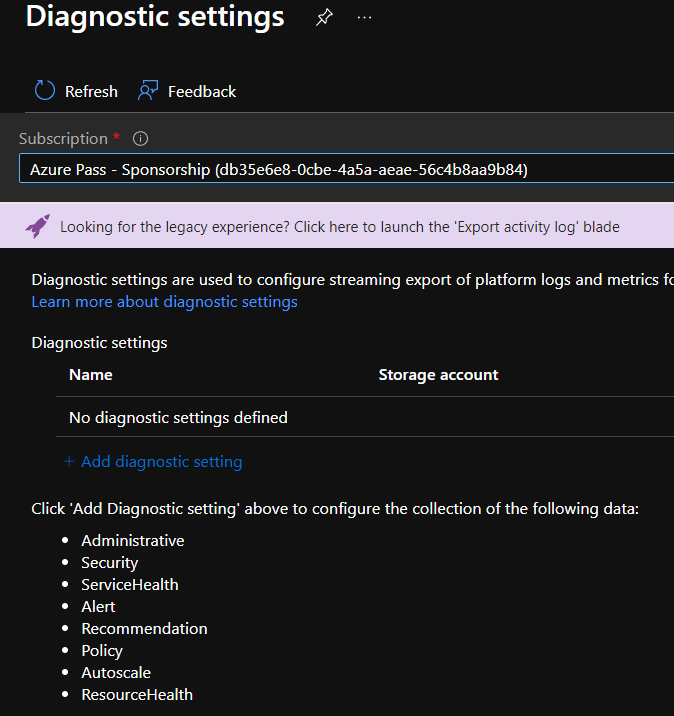 Diagnostic settings
Refresh Feedback
Subscription *
Azure Pass - Sponsorship (db35e6e8-0cbe-4a5a-aeae-56c4b8aa9b84)
Looking for the legacy experience? Click here to launch the 'Export activity log' blade
Diagnostic settings are used to configure streaming export of platform logs and metrics
Learn more about diagnostic settings
Diagnostic settings
Name Storage account
No diagnostic settings defined
+ Add diagnostic setting
Click 'Add Diagnostic setting' above to configure the collection of the following data:
• Administrative
• Security
• ServiceHealth
• Alert
• Recommendation
• Policy
• Autoscale
• ResourceHealth